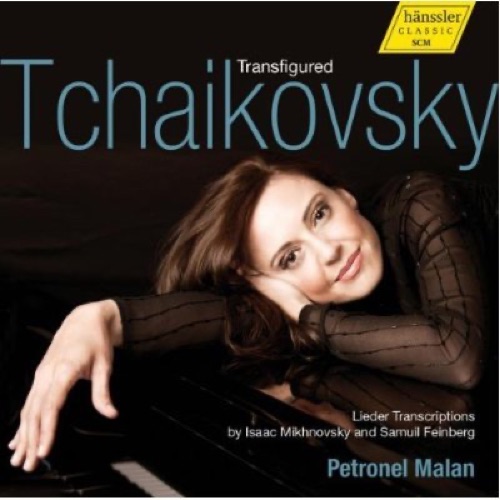 hänssler
CLASSIC
SCM
Transfigured
Tchaikovsky
Lieder Transcriptions
by Isaac Mikhnovsky and Samuil Feinberg
Petronel Malan